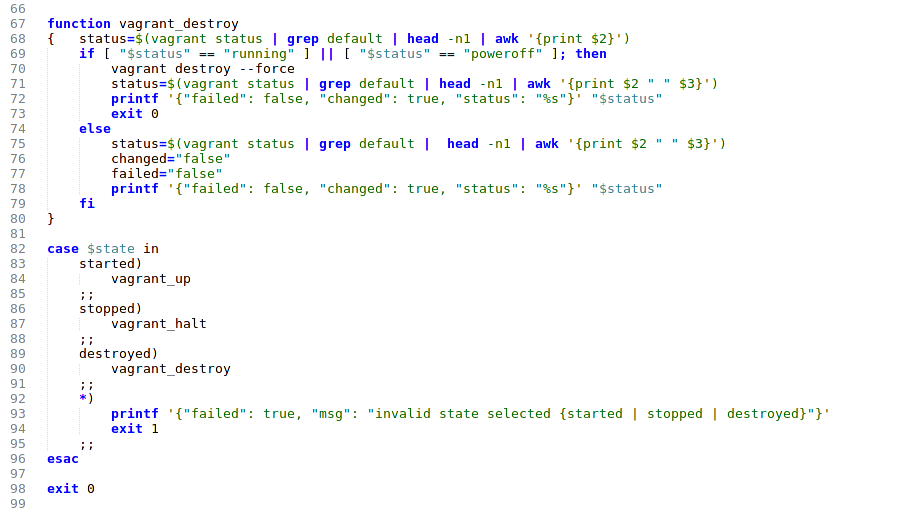 66
67 function vagrant_destroy
68 {   status=$(vagrant status | grep default | head -n1 | awk '{print $2}')
69     if [ "$status" == "running" ] || [ "$status" == "poweroff" ]; then
70         vagrant destroy --force
71         status=$(vagrant status | grep default | head -n1 | awk '{print $2 " " $3}')
72         printf '{"failed": false, "changed": true, "status": "%s"}' "$status"
73         exit 0
74     else
75         status=$(vagrant status | grep default |  head -n1 | awk '{print $2 " " $3}')
76         changed="false"
77         failed="false"
78         printf '{"failed": false, "changed": true, "status": "%s"}' "$status"
79     fi
80 }
81
82 case $state in
83     started)
84         vagrant_up
85     ;;
86     stopped)
87         vagrant_halt
88     ;;
89     destroyed)
90         vagrant_destroy
91     ;;
92     *)
93         printf '{"failed": true, "msg": "invalid state selected {started | stopped | destroyed}"}'
94         exit 1
95     ;;
96 esac
97
98 exit 0
99